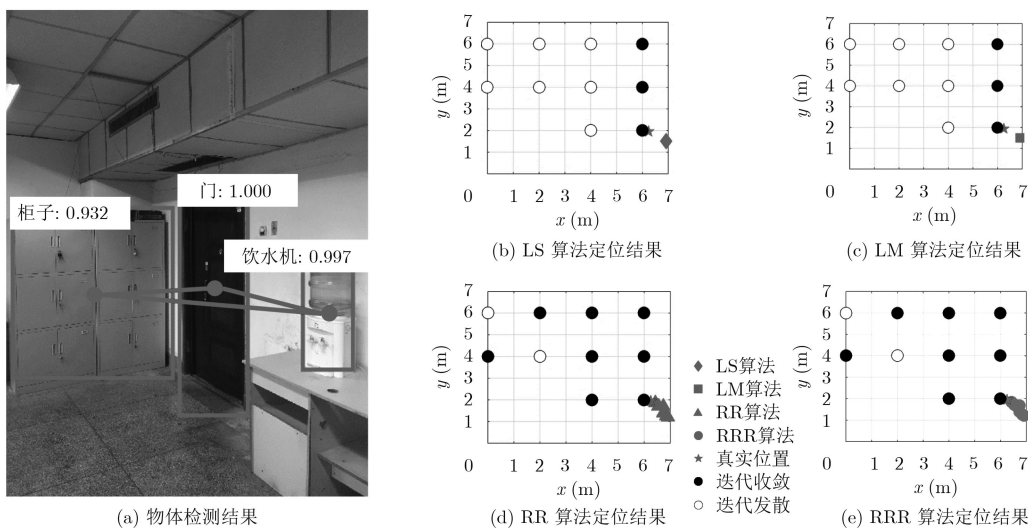 柜子: 0.932
门: 1.000
饮水机: 0.997
(a) 物体检测结果
7
6
5
4
3
2
1
0 1 2 3 4 5 6 7
y (m)
x (m)
(b) LS 算法定位结果
7
6
5
4
3
2
1
0 1 2 3 4 5 6 7
y (m)
x (m)
(c) LM 算法定位结果
7
6
5
4
3
2
1
0 1 2 3 4 5 6 7
y (m)
x (m)
(d) RR 算法定位结果
LS算法
LM算法
RR算法
RRR算法
真实位置
迭代收敛
迭代发散
7
6
5
4
3
2
1
0 1 2 3 4 5 6 7
y (m)
x (m)
(e) RRR 算法定位结果